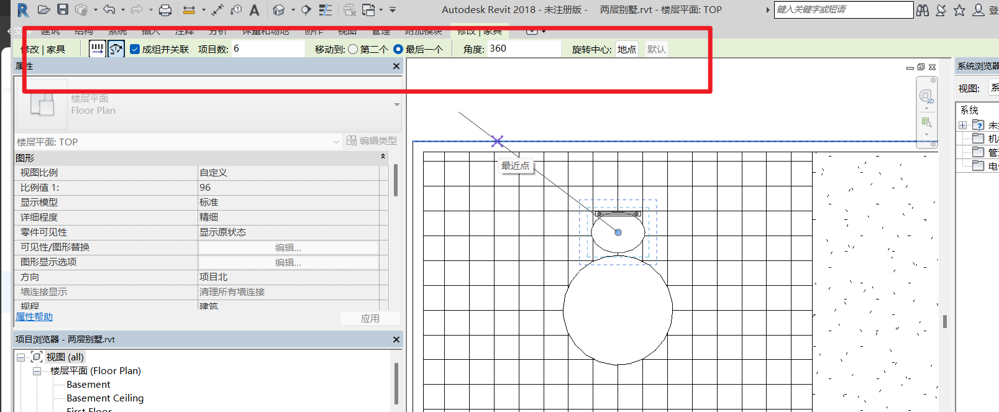 Autodesk Revit 2018 - 未注册版 - 两层别墅.rvt - 楼层平面: TOP
键入关键字或短语
登
文 建筑 结构 系统 插入 注释 分析 体量和场地 协作 视图 管理 附加模块 修改 | 家具
修改 | 家具 成组并关联 项目数: 6 移动到: 第二个 最后一个 角度: 360 旋转中心: 地点 默认
属性
楼层平面
Floor Plan
楼层平面: TOP 编辑类型
图形
视图比例 自定义
比例值 1: 96
显示模型 标准
详细程度 精细
零件可见性 显示原状态
可见性/图形替换 编辑...
图形显示选项 编辑...
方向 项目北
墙连接显示 清理所有墙连接
规程 建筑
属性帮助 应用
项目浏览器 - 两层别墅.rvt
视图 (all)
楼层平面 (Floor Plan)
Basement
Basement Ceiling
First Floor
最近点
2D
系统浏览器
视图: 系
系统
未
机
管
电